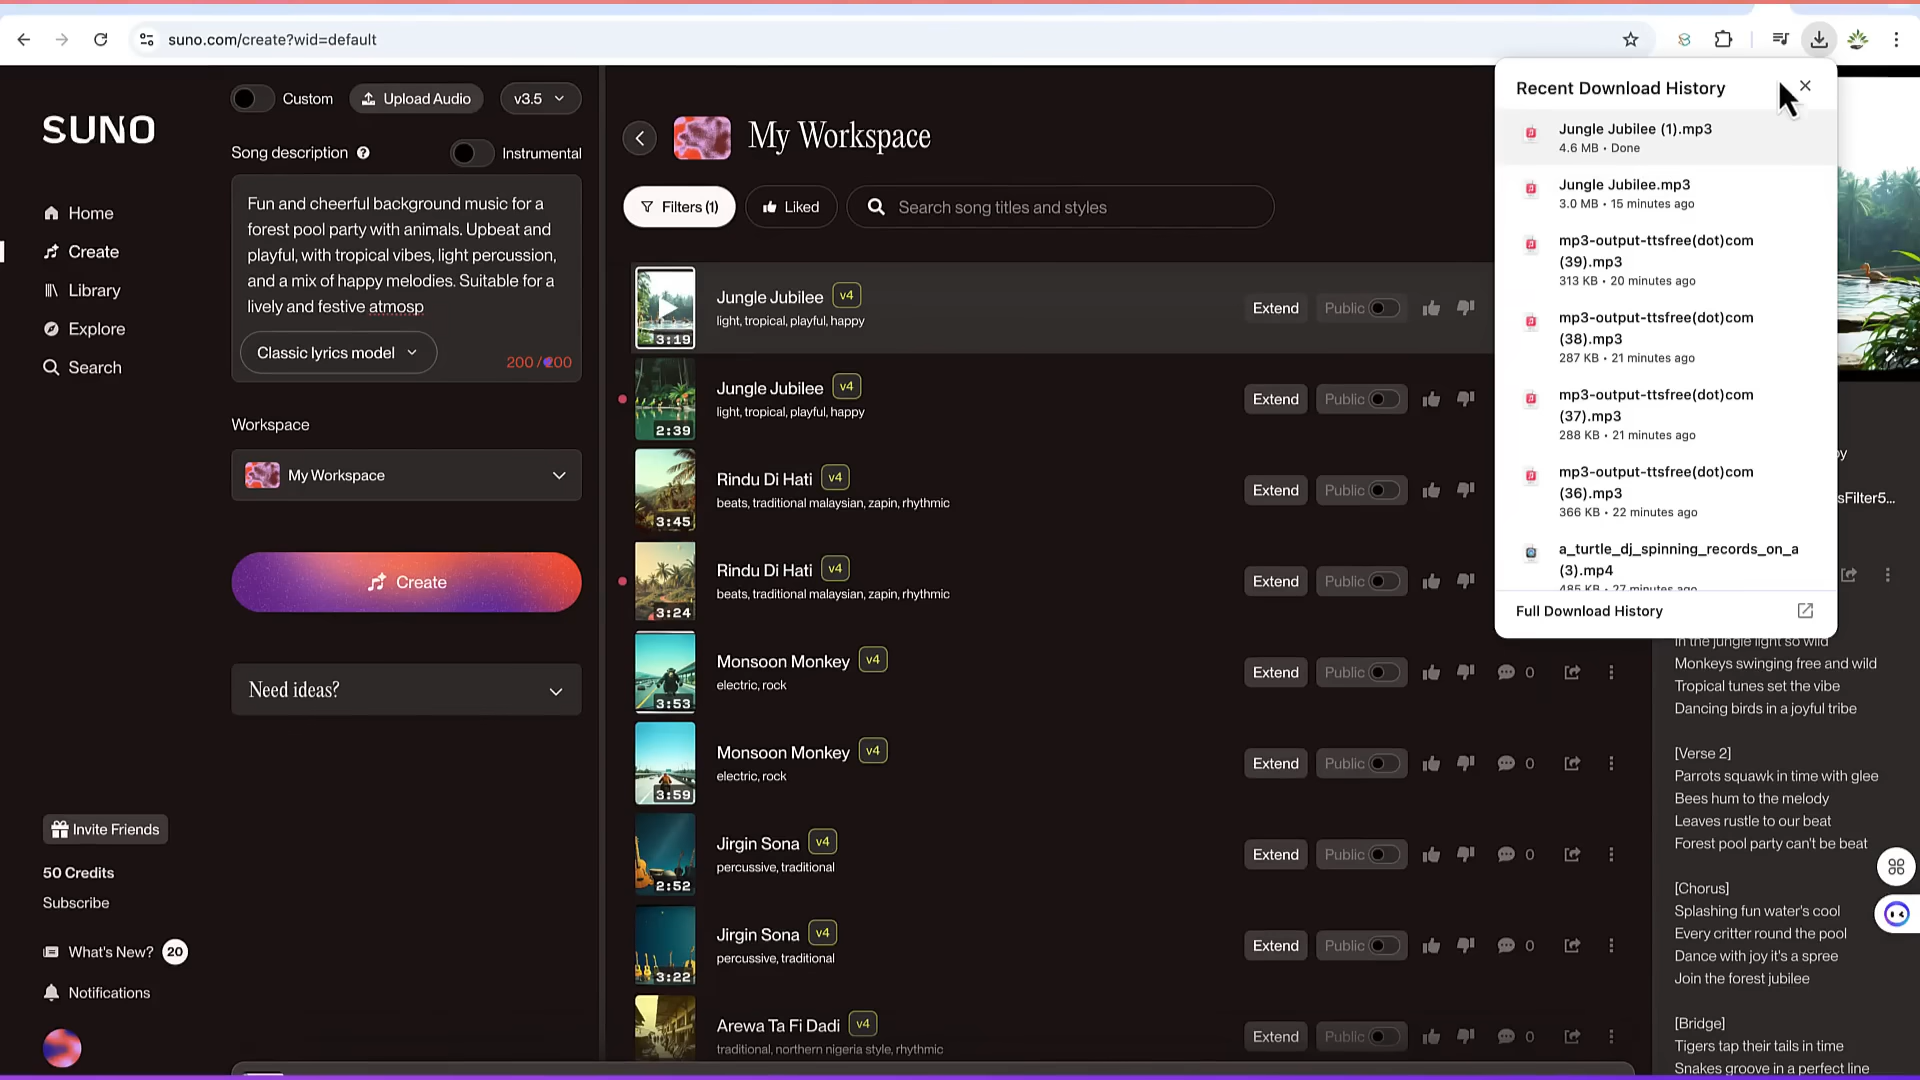 suno.com/create?wid=default
SUNO
Home
Create
Library
Explore
Search
Invite Friends
50 Credits
Subscribe
What's New? 20
Notifications
Custom
Upload Audio
v3.5
Song description
Instrumental
Fun and cheerful background music for a
forest pool party with animals. Upbeat and
playful, with tropical vibes, light percussion,
and a mix of happy melodies. Suitable for a
lively and festive atmosp
Classic lyrics model
200 / 200
Workspace
My Workspace
Create
Need ideas?
My Workspace
Filters (1)
Liked
Search song titles and styles
3:19
Jungle Jubilee v4
light, tropical, playful, happy
Extend Public
2:39
Jungle Jubilee v4
light, tropical, playful, happy
Extend Public
3:45
Rindu Di Hati v4
beats, traditional malaysian, zapin, rhythmic
Extend Public
3:24
Rindu Di Hati v4
beats, traditional malaysian, zapin, rhythmic
Extend Public
3:53
Monsoon Monkey v4
electric, rock
Extend Public 0
3:59
Monsoon Monkey v4
electric, rock
Extend Public 0
2:52
Jirgin Sona v4
percussive, traditional
Extend Public 0
3:22
Jirgin Sona v4
percussive, traditional
Extend Public 0
Arewa Ta Fi Dadi v4
traditional, northern nigeria style, rhythmic
Extend Public 0
Recent Download History
Jungle Jubilee (1).mp3
4.6 MB • Done
Jungle Jubilee.mp3
3.0 MB • 15 minutes ago
mp3-output-ttsfree(dot)com
(39).mp3
313 KB • 20 minutes ago
mp3-output-ttsfree(dot)com
(38).mp3
287 KB • 21 minutes ago
mp3-output-ttsfree(dot)com
(37).mp3
288 KB • 21 minutes ago
mp3-output-ttsfree(dot)com
(36).mp3
366 KB • 22 minutes ago
a_turtle_dj_spinning_records_on_a
(3).mp4
485 KB • 27 minutes ago
Full Download History
py
sFilter5...
In the jungle light so wild
Monkeys swinging free and wild
Tropical tunes set the vibe
Dancing birds in a joyful tribe
[Verse 2]
Parrots squawk in time with glee
Bees hum to the melody
Leaves rustle to our beat
Forest pool party can't be beat
[Chorus]
Splashing fun water's cool
Every critter round the pool
Dance with joy it's a spree
Join the forest jubilee
[Bridge]
Tigers tap their tails in time
Snakes groove in a perfect line